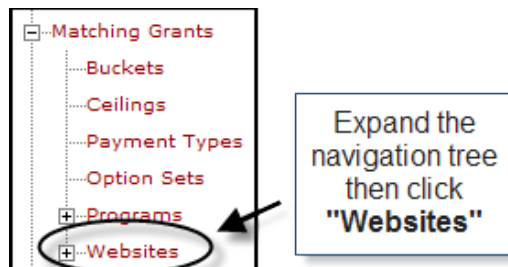 Matching Grants
Buckets
Ceilings
Payment Types
Option Sets
Programs
Websites
Expand the
navigation tree
then click
"Websites"